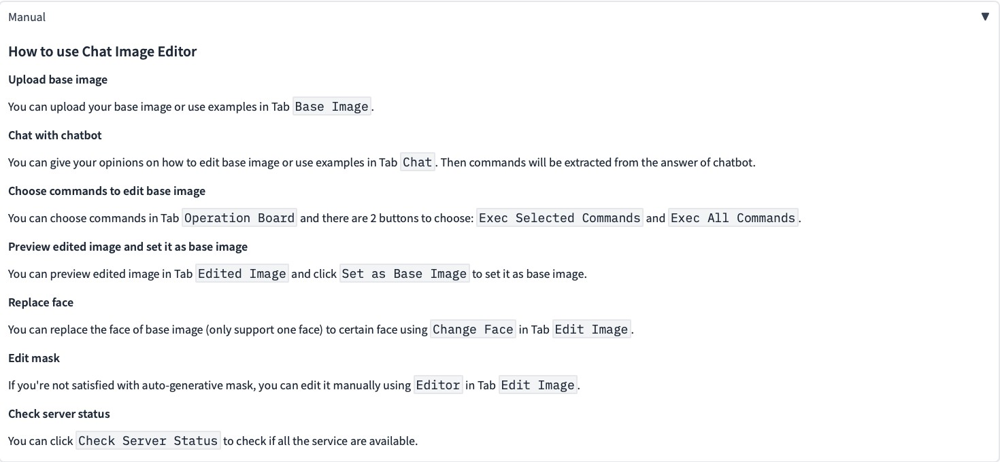 Manual ▼
How to use Chat Image Editor
Upload base image
You can upload your base image or use examples in Tab Base Image.
Chat with chatbot
You can give your opinions on how to edit base image or use examples in Tab Chat. Then commands will be extracted from the answer of chatbot.
Choose commands to edit base image
You can choose commands in Tab Operation Board and there are 2 buttons to choose: Exec Selected Commands and Exec All Commands.
Preview edited image and set it as base image
You can preview edited image in Tab Edited Image and click Set as Base Image to set it as base image.
Replace face
You can replace the face of base image (only support one face) to certain face using Change Face in Tab Edit Image.
Edit mask
If you're not satisfied with auto-generative mask, you can edit it manually using Editor in Tab Edit Image.
Check server status
You can click Check Server Status to check if all the service are available.